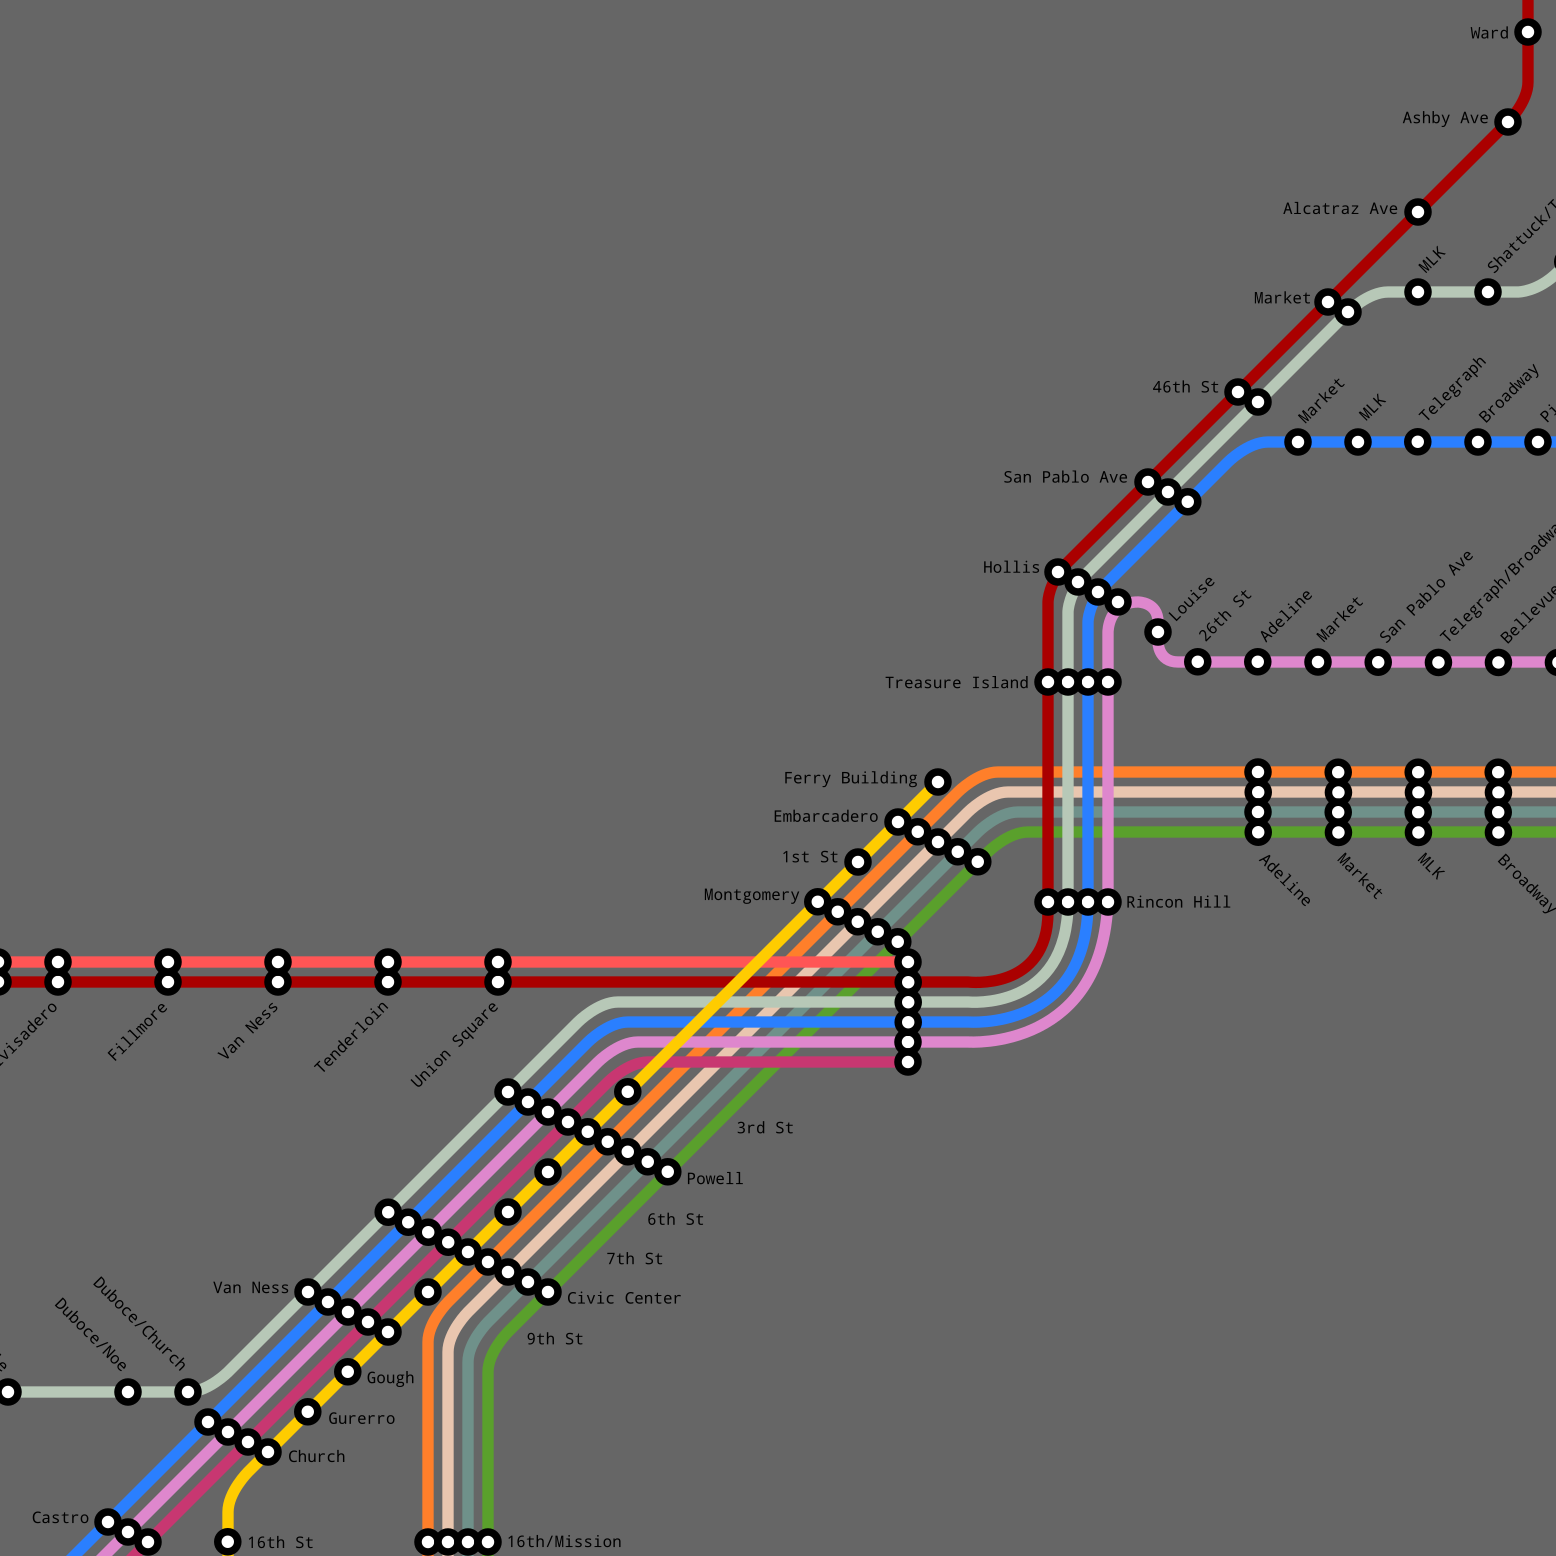 Ward
Ashby Ave
Alcatraz Ave
MLK
Market
46th St
Market
MLK
Telegraph
Broadway
San Pablo Ave
Hollis
Louise
26th St
Adeline
Market
San Pablo Ave
Treasure Island
Ferry Building
Embarcadero
1st St
Montgomery
Adeline
Market
MLK
Broadway
Rincon Hill
Fillmore
Van Ness
Tenderloin
Union Square
3rd St
Powell
6th St
7th St
Civic Center
9th St
Van Ness
Duboce/Church
Duboce/Noe
Gough
Gurerro
Church
Castro
16th St
16th/Mission